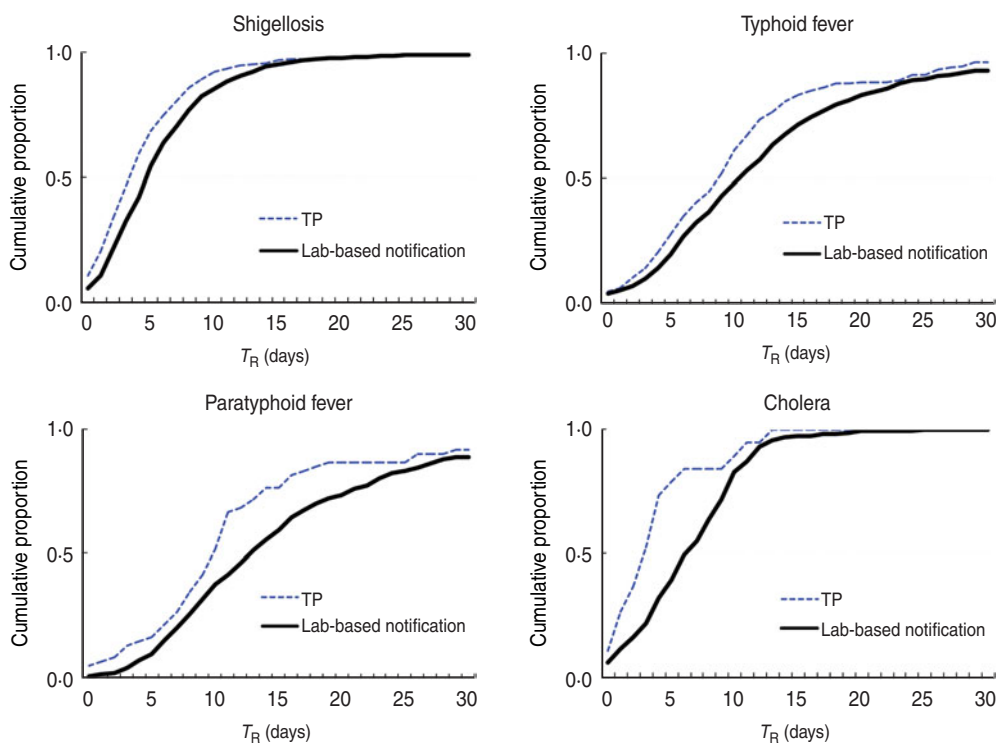 Shigellosis
1·0
0·5
0·0
Cumulative proportion
TP
Lab-based notification
0 5 10 15 20 25 30
T_R (days)
Typhoid fever
1·0
0·5
0·0
Cumulative proportion
TP
Lab-based notification
0 5 10 15 20 25 30
T_R (days)
Paratyphoid fever
1·0
0·5
0·0
Cumulative proportion
TP
Lab-based notification
0 5 10 15 20 25 30
T_R (days)
Cholera
1·0
0·5
0·0
Cumulative proportion
TP
Lab-based notification
0 5 10 15 20 25 30
T_R (days)